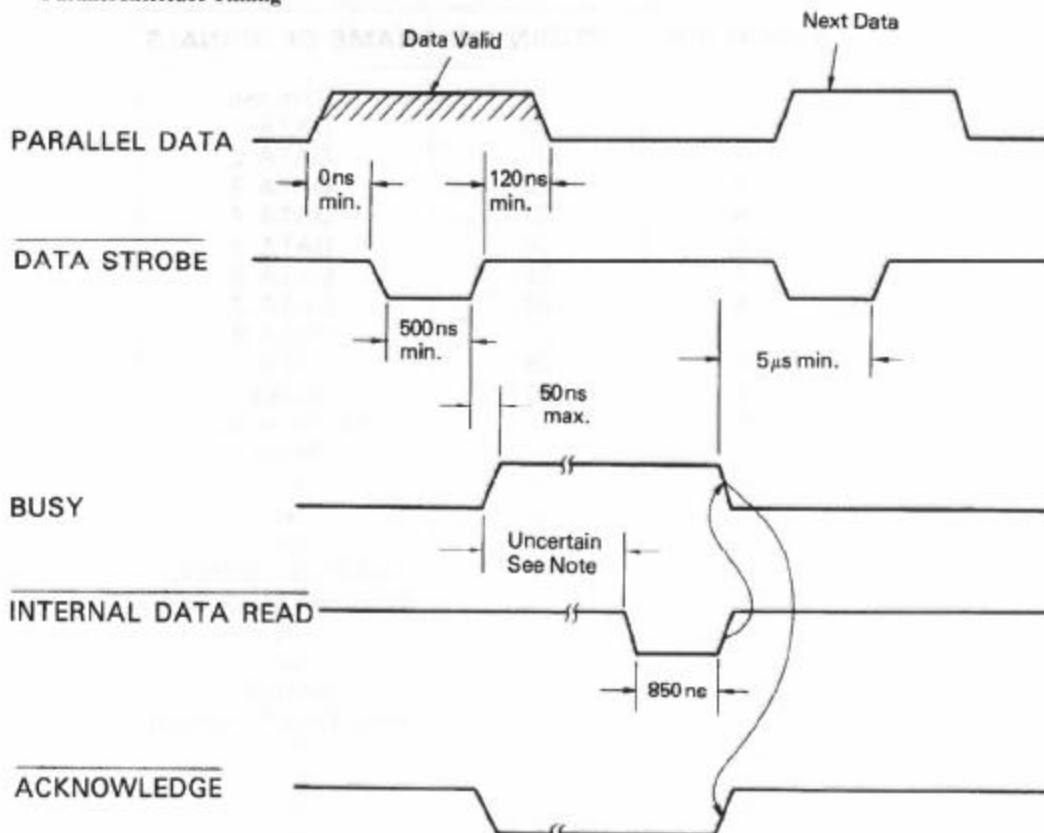 Parallel Interface Timing
Data Valid
Next Data
PARALLEL DATA
0ns
min.
120ns
min.
DATA STROBE
500ns
min.
5μs min.
50ns
max.
BUSY
Uncertain
See Note
INTERNAL DATA READ
850ns
ACKNOWLEDGE